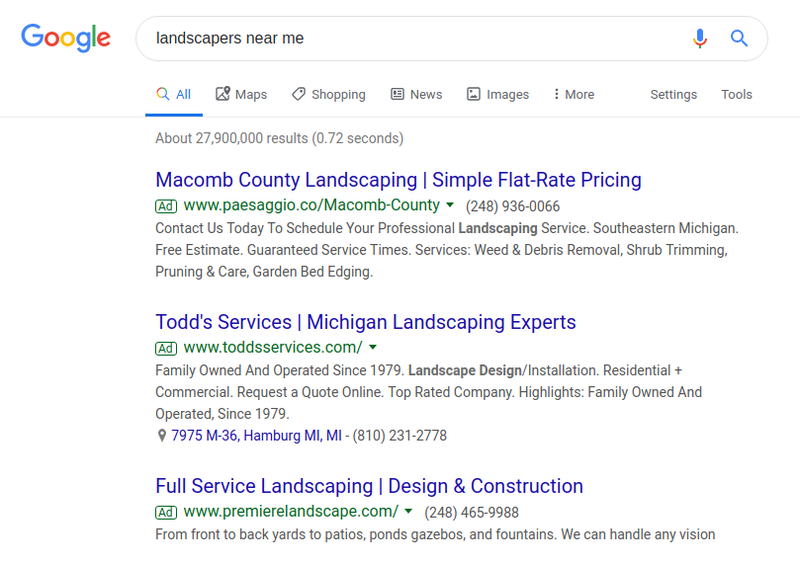 Google
landscapers near me
All Maps Shopping News Images More Settings Tools
About 27,900,000 results (0.72 seconds)
Macomb County Landscaping | Simple Flat-Rate Pricing
Ad www.paesaggio.co/Macomb-County (248) 936-0066
Contact Us Today To Schedule Your Professional Landscaping Service. Southeastern Michigan.
Free Estimate. Guaranteed Service Times. Services: Weed & Debris Removal, Shrub Trimming,
Pruning & Care, Garden Bed Edging.
Todd's Services | Michigan Landscaping Experts
Ad www.toddsservices.com/
Family Owned And Operated Since 1979. Landscape Design/Installation. Residential +
Commercial. Request a Quote Online. Top Rated Company. Highlights: Family Owned And
Operated, Since 1979.
7975 M-36, Hamburg MI, MI - (810) 231-2778
Full Service Landscaping | Design & Construction
Ad www.premierelandscape.com/ (248) 465-9988
From front to back yards to patios, ponds gazebos, and fountains. We can handle any vision